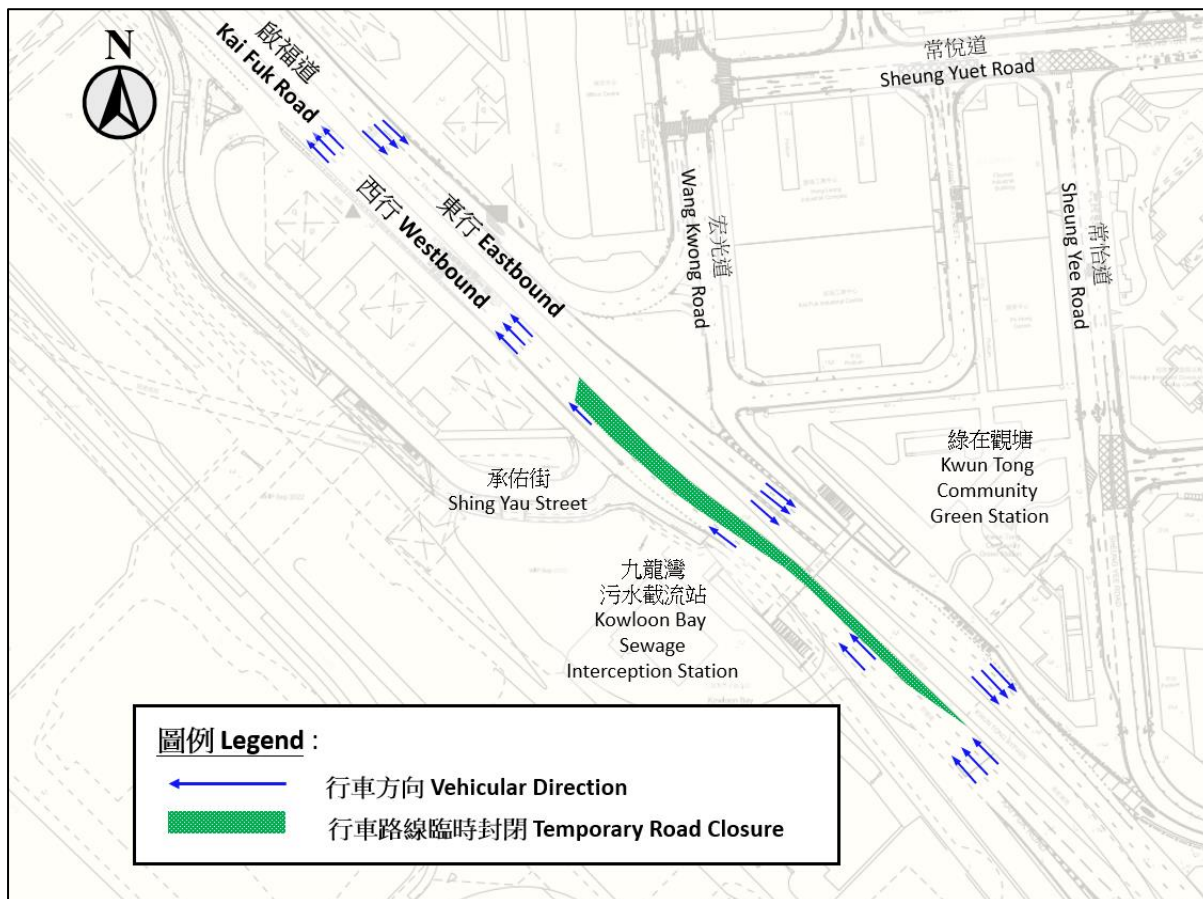 N
啟福道
Kai Fuk Road
常悅道
Sheung Yuet Road
西行 Westbound
東行 Eastbound
Wang Kwong Road
宏光道
Sheung Yee Road
常怡道
綠在觀塘
Kwun Tong
Community
Green Station
承佑街
Shing Yau Street
九龍灣
污水截流站
Kowloon Bay
Sewage
Interception Station
圖例 Legend :
行車方向 Vehicular Direction
行車路線臨時封閉 Temporary Road Closure